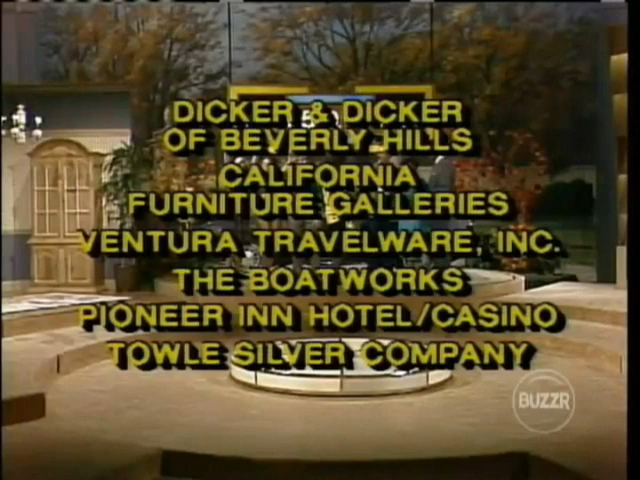 DICKER & DICKER
OF BEVERLY HILLS
CALIFORNIA
FURNITURE GALLERIES
VENTURA TRAVELWARE, INC.
THE BOATWORKS
PIONEER INN HOTEL/CASINO
TOWLE SILVER COMPANY
BUZZR